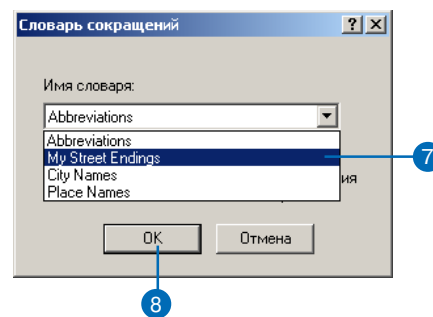 Словарь сокращений
? ×
Имя словаря:
Abbreviations
Abbreviations
My Street Endings
City Names
Place Names
ия
OK
Отмена
7
8